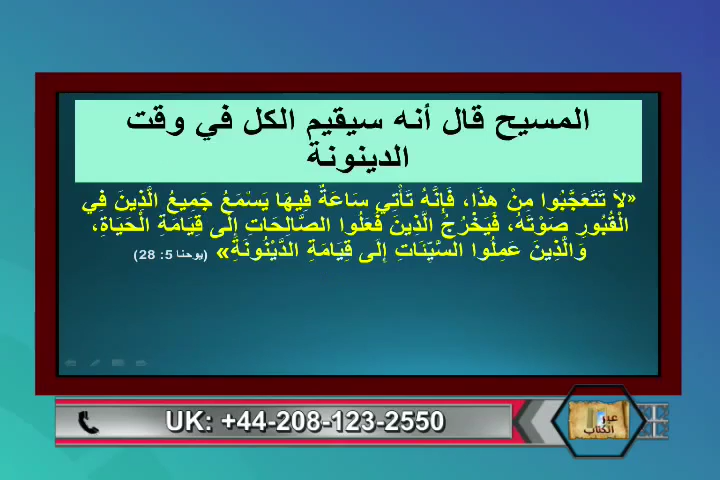 المسيح قال أنه سيقيم الكل في وقت
الدينونة
«لاَ تَتَعَجَّبُوا مِنْ هذَا، فَإِنَّهُ تَأْتِي سَاعَةٌ فِيهَا يَسْمَعُ جَمِيعُ الَّذِينَ فِي
الْقُبُورِ صَوْتَهُ، فَيَخْرُجُ الَّذِينَ فَعَلُوا الصَّالِحَاتِ إِلَى قِيَامَةِ الْحَيَاةِ،
وَالَّذِينَ عَمِلُوا السَّيِّئَاتِ إِلَى قِيَامَةِ الدَّيْنُونَةِ» (يوحنا 5: 28)
UK: +44-208-123-2550
الكتاب